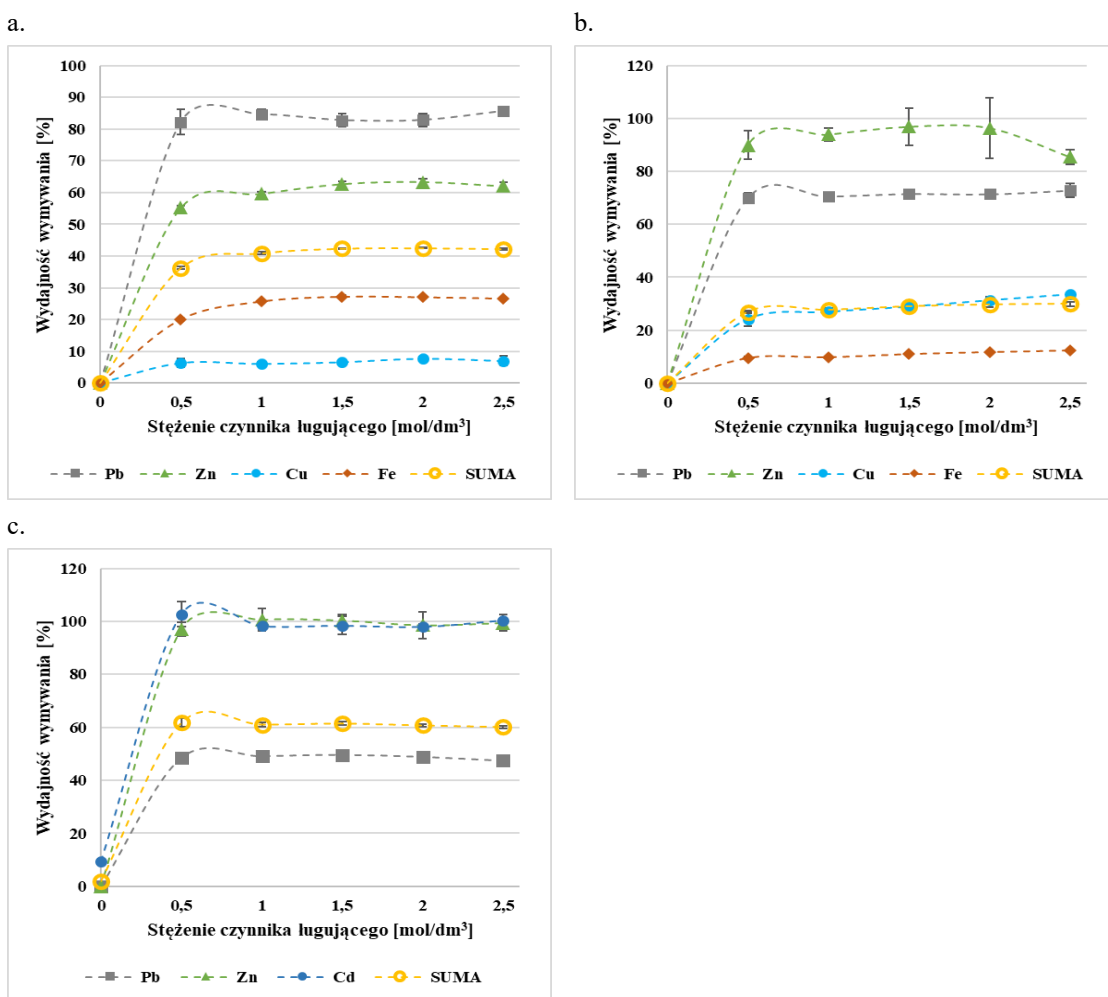 a.
100
90
80
70
60
50
40
30
20
10
0
Wydajność wymywania [%]
0 0,5 1 1,5 2 2,5
Stężenie czynnika ługującego [mol/dm³]
Pb Zn Cu Fe SUMA
b.
120
100
80
60
40
20
0
Wydajność wymywania [%]
0 0,5 1 1,5 2 2,5
Stężenie czynnika ługującego [mol/dm³]
Pb Zn Cu Fe SUMA
c.
120
100
80
60
40
20
0
Wydajność wymywania [%]
0 0,5 1 1,5 2 2,5
Stężenie czynnika ługującego [mol/dm³]
Pb Zn Cd SUMA